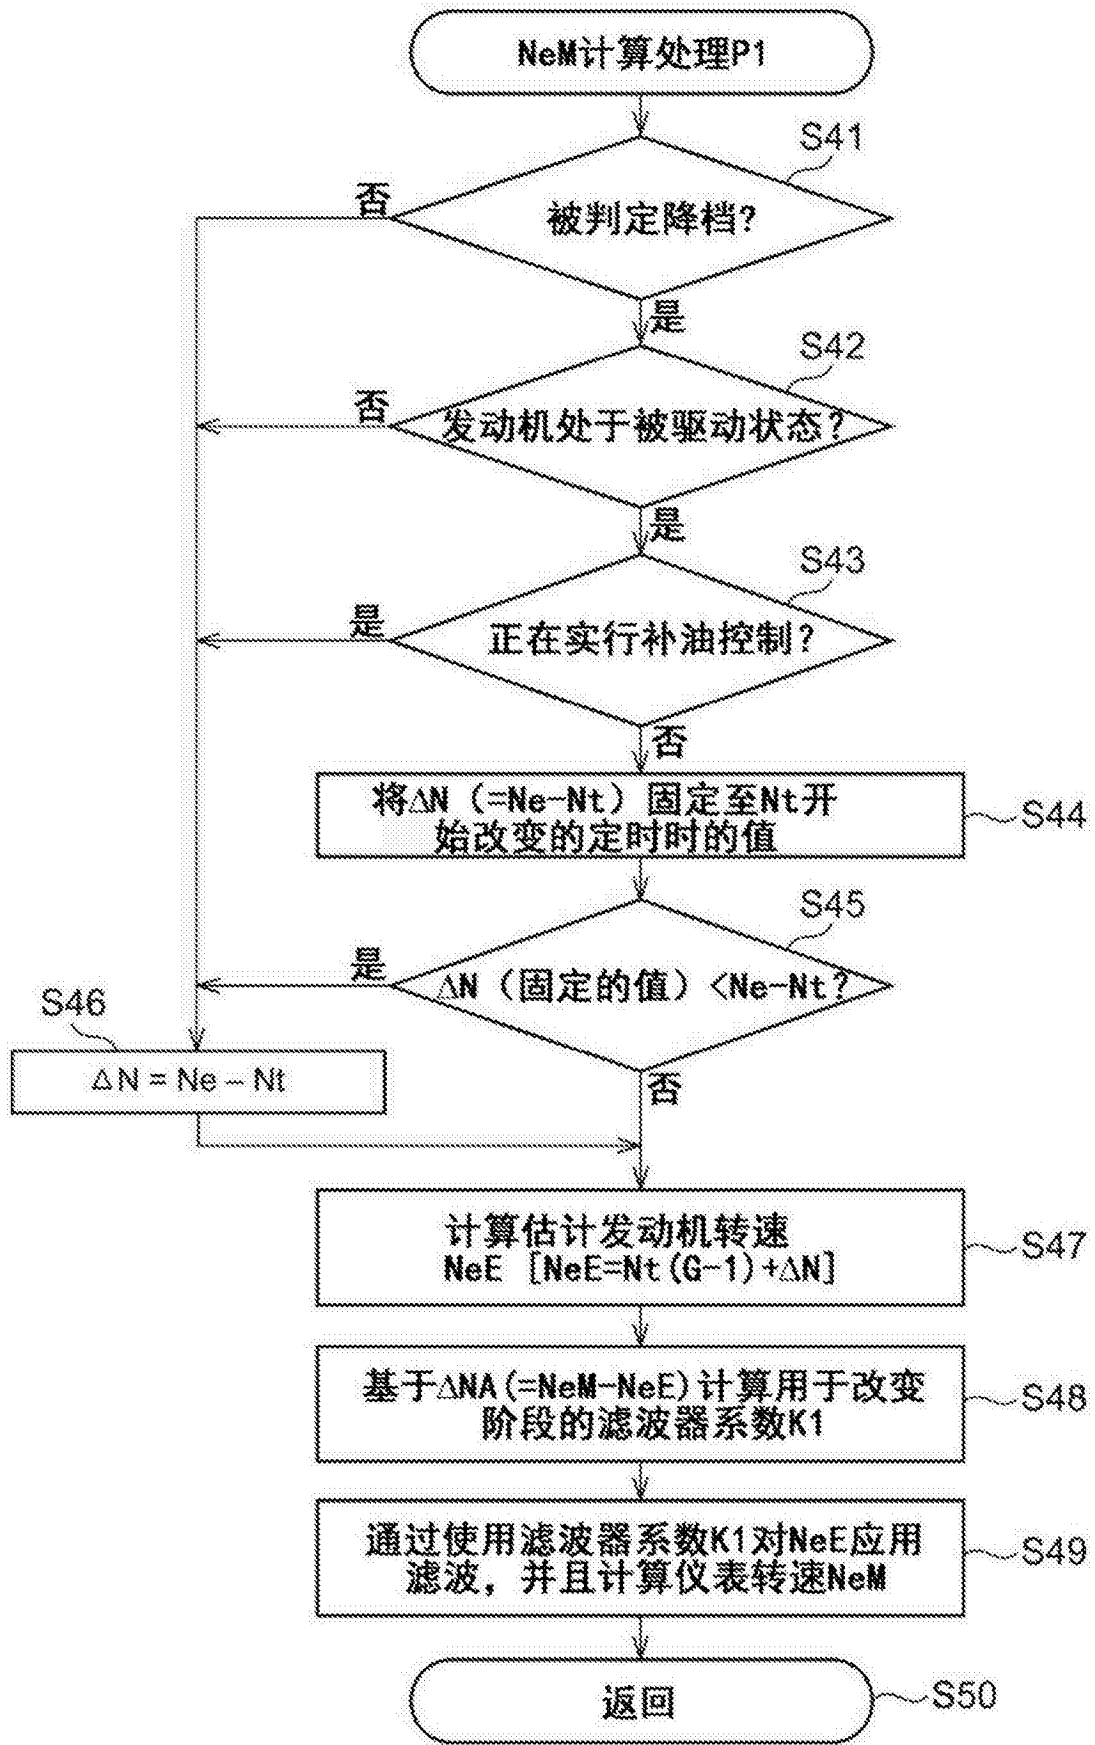 NeM计算处理P1
S41
否
被判定降档?
是
S42
否
发动机处于被驱动状态?
是
S43
是
正在实行补油控制?
否
将ΔN（=Ne-Nt）固定至Nt开
始改变的定时时的值
S44
S45
是
ΔN（固定的值）<Ne-Nt?
S46
ΔN = Ne – Nt
否
计算估计发动机转速
NeE [NeE=Nt(G-1)+ΔN]
S47
基于ΔNA(=NeM-NeE)计算用于改变
阶段的滤波器系数K1
S48
通过使用滤波器系数K1对NeE应用
滤波，并且计算仪表转速NeM
S49
返回
S50